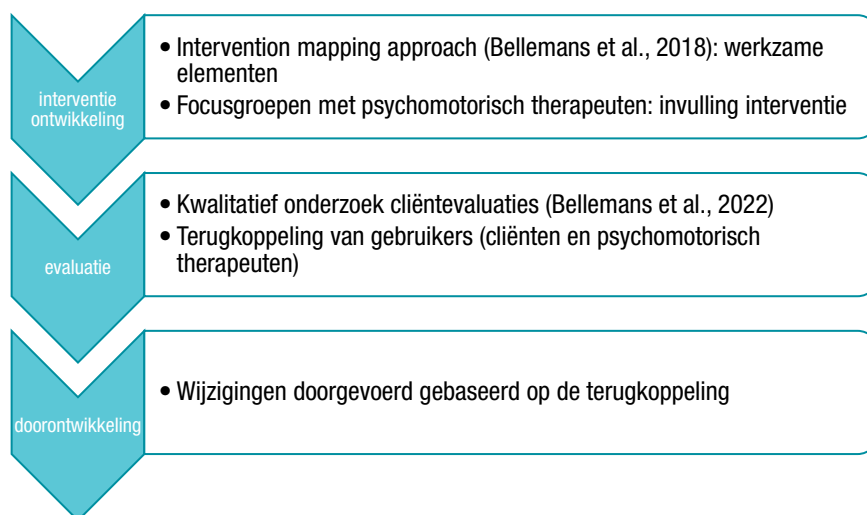 interventie
ontwikkeling
• Intervention mapping approach (Bellemans et al., 2018): werkzame
elementen
• Focusgroepen met psychomotorisch therapeuten: invulling interventie
evaluatie
• Kwalitatief onderzoek cliëntevaluaties (Bellemans et al., 2022)
• Terugkoppeling van gebruikers (cliënten en psychomotorisch
therapeuten)
doorontwikkeling
• Wijzigingen doorgevoerd gebaseerd op de terugkoppeling